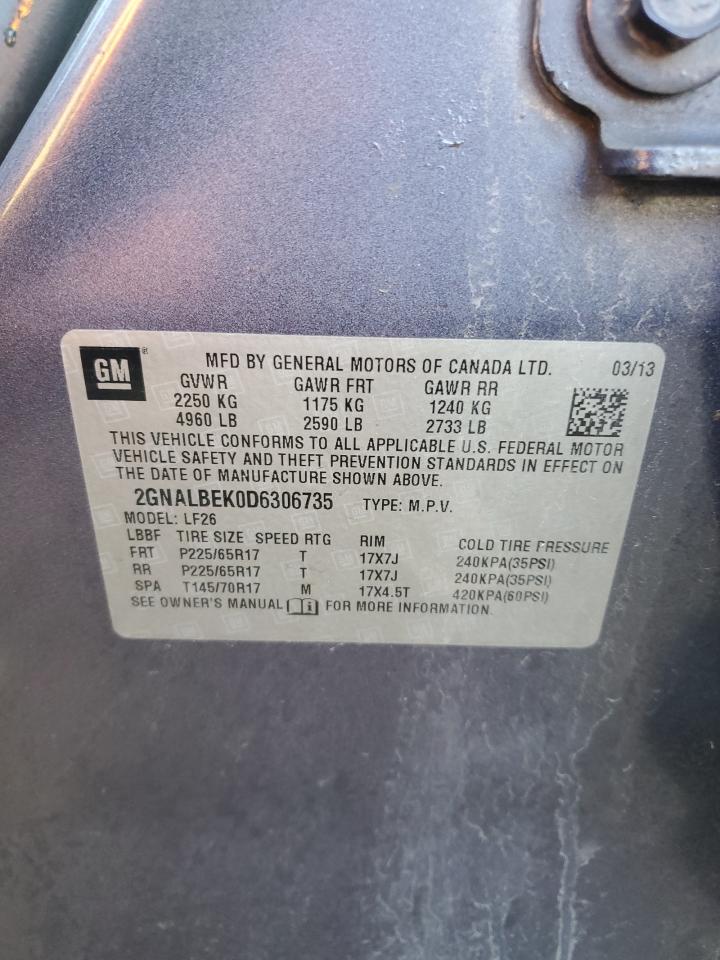 GM®
MFD BY GENERAL MOTORS OF CANADA LTD. 03/13
GVWR GAWR FRT GAWR RR
2250 KG 1175 KG 1240 KG
4960 LB 2590 LB 2733 LB
THIS VEHICLE CONFORMS TO ALL APPLICABLE U.S. FEDERAL MOTOR
VEHICLE SAFETY AND THEFT PREVENTION STANDARDS IN EFFECT ON
THE DATE OF MANUFACTURE SHOWN ABOVE.
2GNALBEK0D6306735 TYPE: M.P.V.
MODEL: LF26
LBBF TIRE SIZE SPEED RTG RIM COLD TIRE PRESSURE
FRT P225/65R17 T 17X7J 240KPA(35PSI)
RR P225/65R17 T 17X7J 240KPA(35PSI)
SPA T145/70R17 M 17X4.5T 420KPA(60PSI)
SEE OWNER'S MANUAL i FOR MORE INFORMATION.